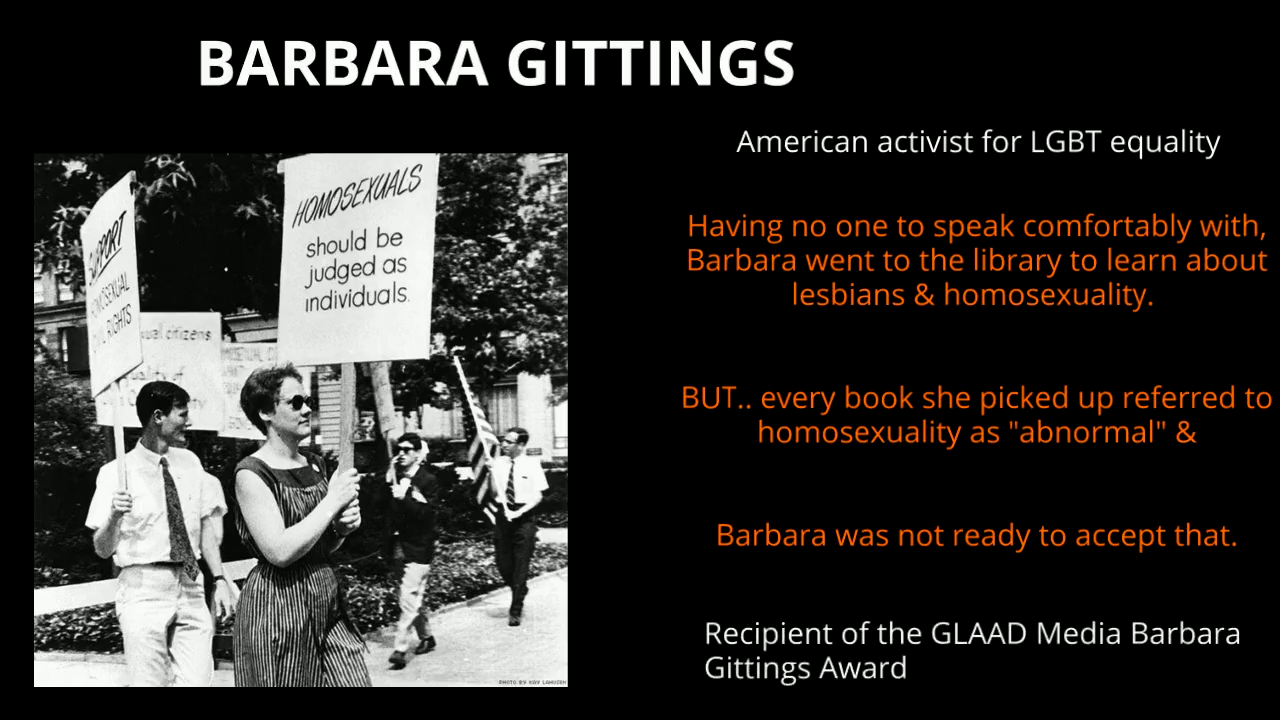 BARBARA GITTINGS
American activist for LGBT equality
Having no one to speak comfortably with,
Barbara went to the library to learn about
lesbians & homosexuality.
BUT.. every book she picked up referred to
homosexuality as "abnormal" &
Barbara was not ready to accept that.
Recipient of the GLAAD Media Barbara
Gittings Award
SUPPORT
HOMOSEXUAL
RIGHTS
HOMOSEXUALS
should be
judged as
individuals.
citizens
PHOTO BY KAY LAHUSEN